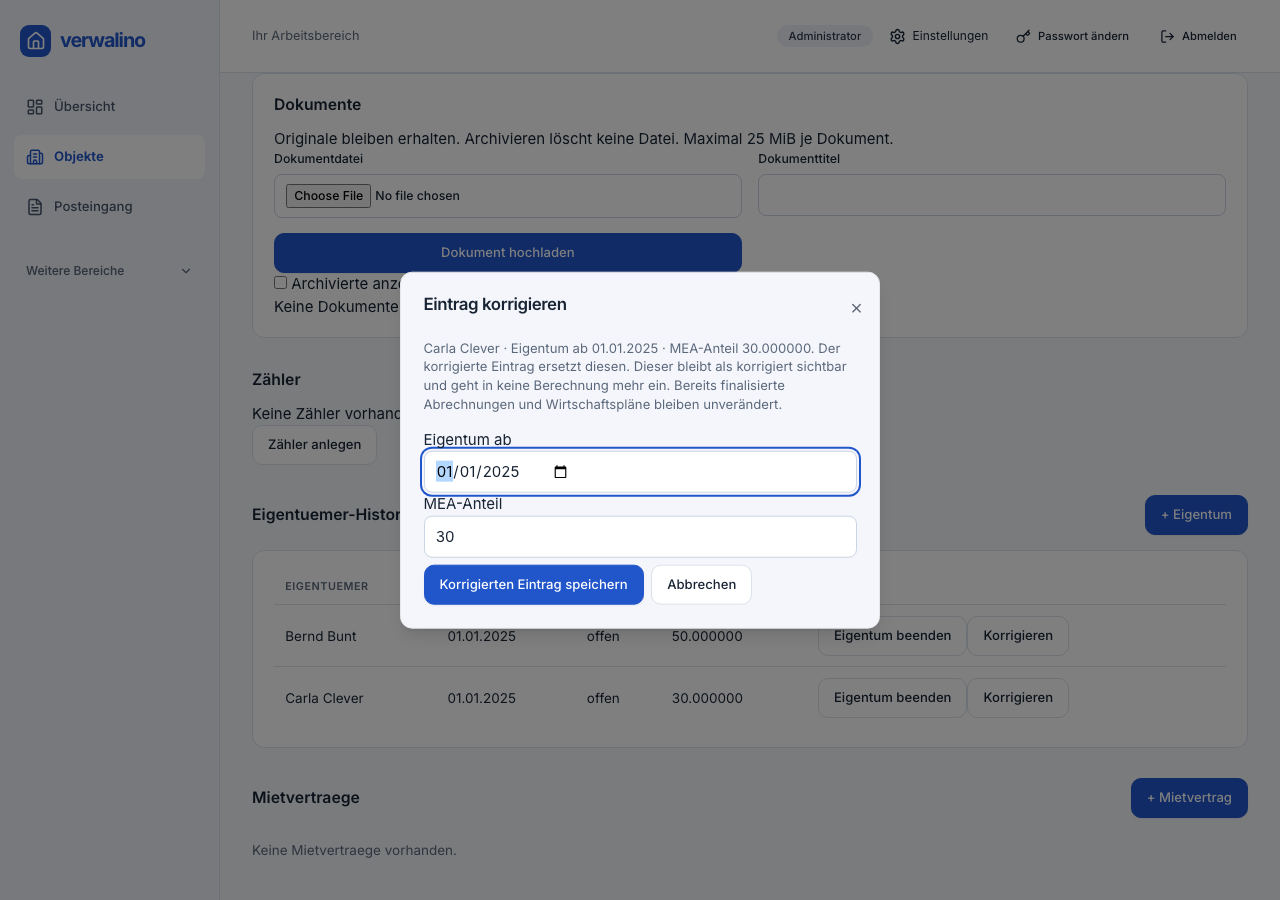 verwalino
Ihr Arbeitsbereich
Administrator
Einstellungen
Passwort ändern
Abmelden
Übersicht
Objekte
Posteingang
Weitere Bereiche
Dokumente
Originale bleiben erhalten. Archivieren löscht keine Datei. Maximal 25 MiB je Dokument.
Dokumentdatei
Dokumenttitel
Choose File No file chosen
Dokument hochladen
Archivierte
Keine Dokumente
Zähler
Keine Zähler
Zähler anlegen
Eintrag korrigieren
×
Carla Clever · Eigentum ab 01.01.2025 · MEA-Anteil 30.000000. Der
korrigierte Eintrag ersetzt diesen. Dieser bleibt als korrigiert sichtbar
und geht in keine Berechnung mehr ein. Bereits finalisierte
Abrechnungen und Wirtschaftspläne bleiben unverändert.
Eigentum ab
01/01/2025
MEA-Anteil
30
Korrigierten Eintrag speichern
Abbrechen
+ Eigentum
EIGENTUEMER
Bernd Bunt 01.01.2025 offen 50.000000 Eigentum beenden Korrigieren
Carla Clever 01.01.2025 offen 30.000000 Eigentum beenden Korrigieren
Mietvertraege
+ Mietvertrag
Keine Mietvertraege vorhanden.